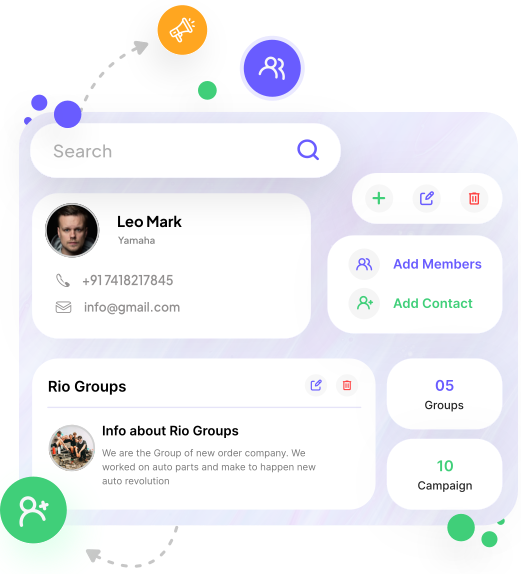 Search
Leo Mark
Yamaha
+917418217845
info@gmail.com
Add Members
Add Contact
Rio Groups
Info about Rio Groups
We are the Group of new order company. We
worked on auto parts and make to happen new
auto revolution
05
Groups
10
Campaign